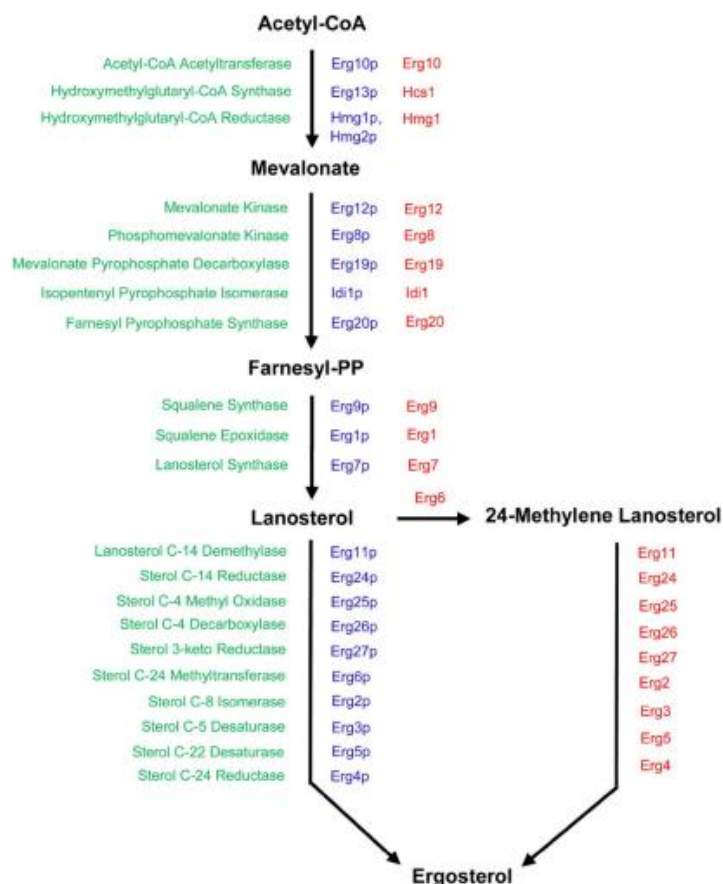 Acetyl-CoA
Acetyl-CoA Acetyltransferase Erg10p Erg10
Hydroxymethylglutaryl-CoA Synthase Erg13p Hcs1
Hydroxymethylglutaryl-CoA Reductase Hmg1p, Hmg1
Hmg2p
Mevalonate
Mevalonate Kinase Erg12p Erg12
Phosphomevalonate Kinase Erg8p Erg8
Mevalonate Pyrophosphate Decarboxylase Erg19p Erg19
Isopentenyl Pyrophosphate Isomerase Idi1p Idi1
Farnesyl Pyrophosphate Synthase Erg20p Erg20
Farnesyl-PP
Squalene Synthase Erg9p Erg9
Squalene Epoxidase Erg1p Erg1
Lanosterol Synthase Erg7p Erg7
Erg6
Lanosterol 24-Methylene Lanosterol
Lanosterol C-14 Demethylase Erg11p Erg11
Sterol C-14 Reductase Erg24p Erg24
Sterol C-4 Methyl Oxidase Erg25p Erg25
Sterol C-4 Decarboxylase Erg26p Erg26
Sterol 3-keto Reductase Erg27p Erg27
Sterol C-24 Methyltransferase Erg6p Erg2
Sterol C-8 Isomerase Erg2p Erg3
Sterol C-5 Desaturase Erg3p Erg5
Sterol C-22 Desaturase Erg5p Erg4
Sterol C-24 Reductase Erg4p
Ergosterol